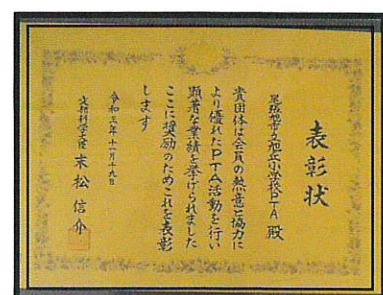 表彰状
尾張旭市立旭丘小学校PTA 殿
貴団体は会員の熱意と協力に
より優れたPTA活動を行い
顕著な業績を挙げられました
ここに奨励のためこれを表彰
します
令和三年十一月十九日
文部科学大臣 末松 信介